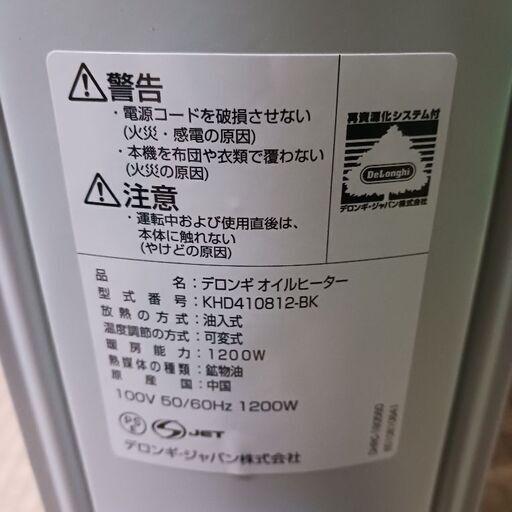 警告
・電源コードを破損させない
(火災・感電の原因)
・本機を布団や衣類で覆わない
(火災の原因)
注意
・運転中および使用直後は、
本体に触れない
(やけどの原因)
再資源化システム付
DeLonghi
デロンギ・ジャパン株式会社
品名：デロンギ オイルヒーター
型式番号：KHD410812-BK
放熱の方式：油入式
温度調節の方式：可変式
暖房能力：1200W
熱媒体の種類：鉱物油
原産国：中国
100V 50/60Hz 1200W
PS
E
JET
デロンギ・ジャパン株式会社